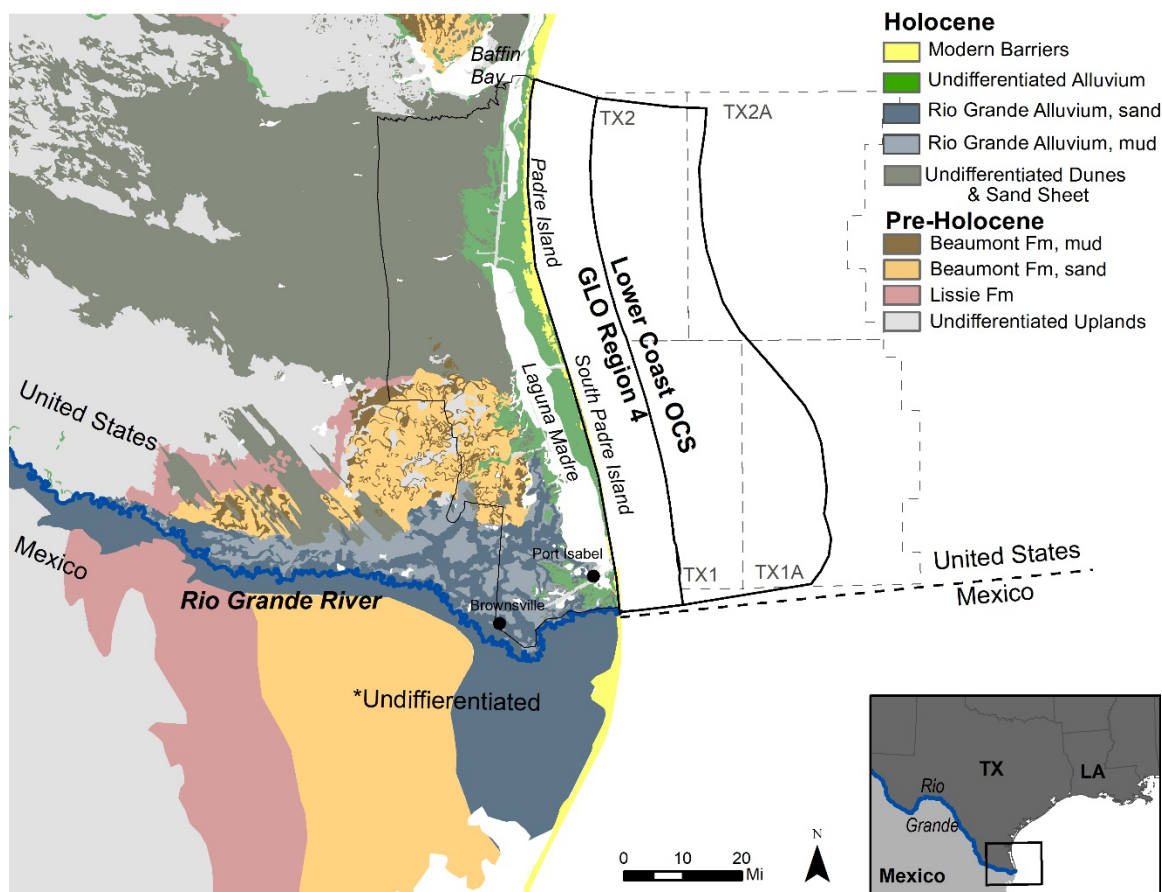 Baffin
Bay
TX2
TX2A
Padre Island
Lower Coast OCS
GLO Region 4
South Padre Island
Laguna Madre
United States
Mexico
Port Isabel
Brownsville
Rio Grande River
TX1
TX1A
United States
Mexico
*Undiffierentiated
Holocene
Modern Barriers
Undifferentiated Alluvium
Rio Grande Alluvium, sand
Rio Grande Alluvium, mud
Undifferentiated Dunes
& Sand Sheet
Pre-Holocene
Beaumont Fm, mud
Beaumont Fm, sand
Lissie Fm
Undifferentiated Uplands
0 10 20
Mi
N
TX
LA
Rio
Grande
Mexico